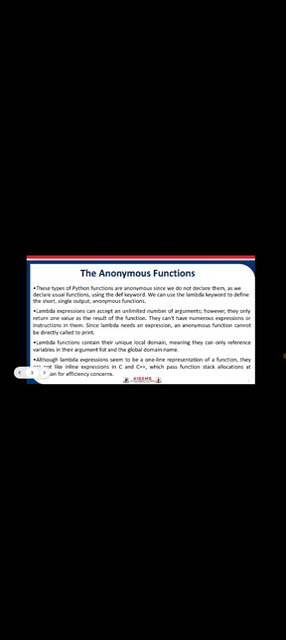 The Anonymous Functions
•These types of Python functions are anonymous since we do not declare them, as we
declare usual functions, using the def keyword. We can use the lambda keyword to define
the short, single output, anonymous functions.
•Lambda expressions can accept an unlimited number of arguments; however, they only
return one value as the result of the function. They can't have numerous expressions or
instructions in them. Since lambda needs an expression, an anonymous function cannot
be directly called to print.
•Lambda functions contain their unique local domain, meaning they can only reference
variables in their argument list and the global domain name.
•Although lambda expressions seem to be a one-line representation of a function, they
not like inline expressions in C and C++, which pass function stack allocations at
for efficiency concerns.
3